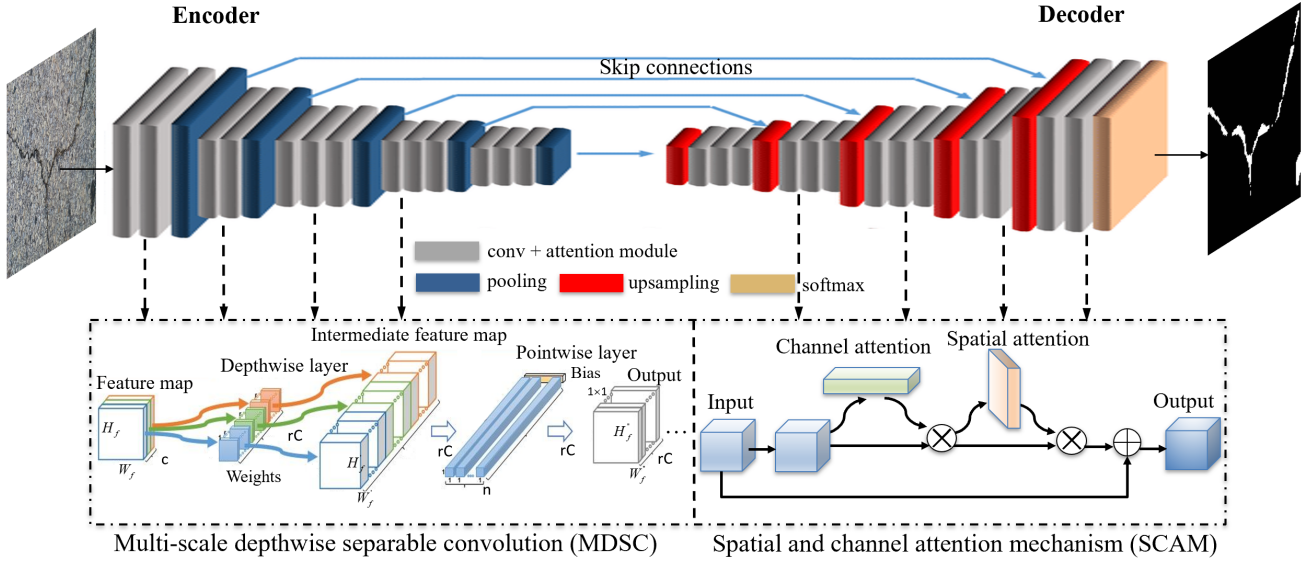 Encoder
Decoder
Skip connections
conv + attention module
pooling
upsampling
softmax
Intermediate feature map
Depthwise layer
Feature map
Pointwise layer
Bias
1×1
Output
H_f
W_f
c
rC
Weights
H_f
W'_f
rC
rC
n
H'_f
W'_f
rC
...
Channel attention
Spatial attention
Input
Output
Multi-scale depthwise separable convolution (MDSC)
Spatial and channel attention mechanism (SCAM)